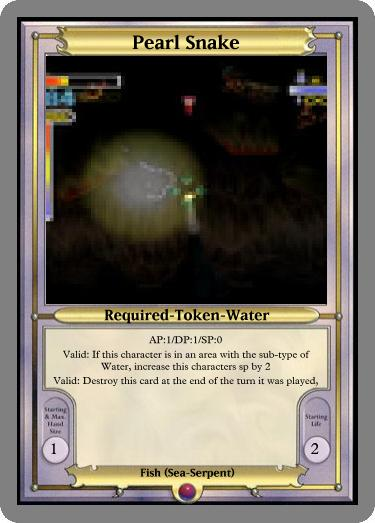 Pearl Snake
Required-Token-Water
AP:1/DP:1/SP:0
Valid: If this character is in an area with the sub-type of
Water, increase this characters sp by 2
Valid: Destroy this card at the end of the turn it was played,
Starting
& Max.
Hand
Size
1
Starting
Life
2
Fish (Sea-Serpent)